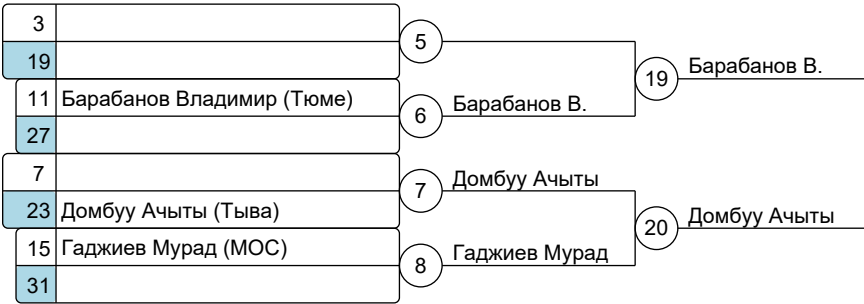 3
5
19
19 Барабанов В.
11 Барабанов Владимир (Тюме)
6 Барабанов В.
27
7
7 Домбуу Ачыты
23 Домбуу Ачыты (Тыва)
20 Домбуу Ачыты
15 Гаджиев Мурад (МОС)
8 Гаджиев Мурад
31